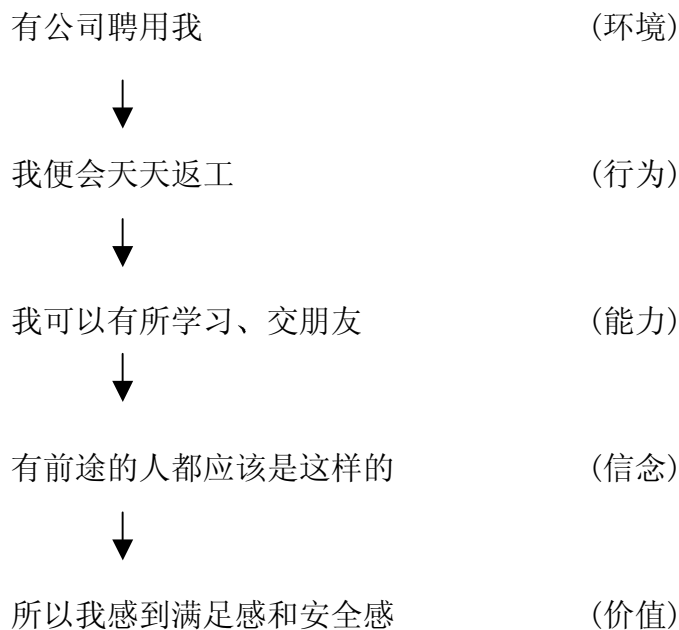 有公司聘用我 (环境)
我便会天天返工 (行为)
我可以有所学习、交朋友 (能力)
有前途的人都应该是这样的 (信念)
所以我感到满足感和安全感 (价值)